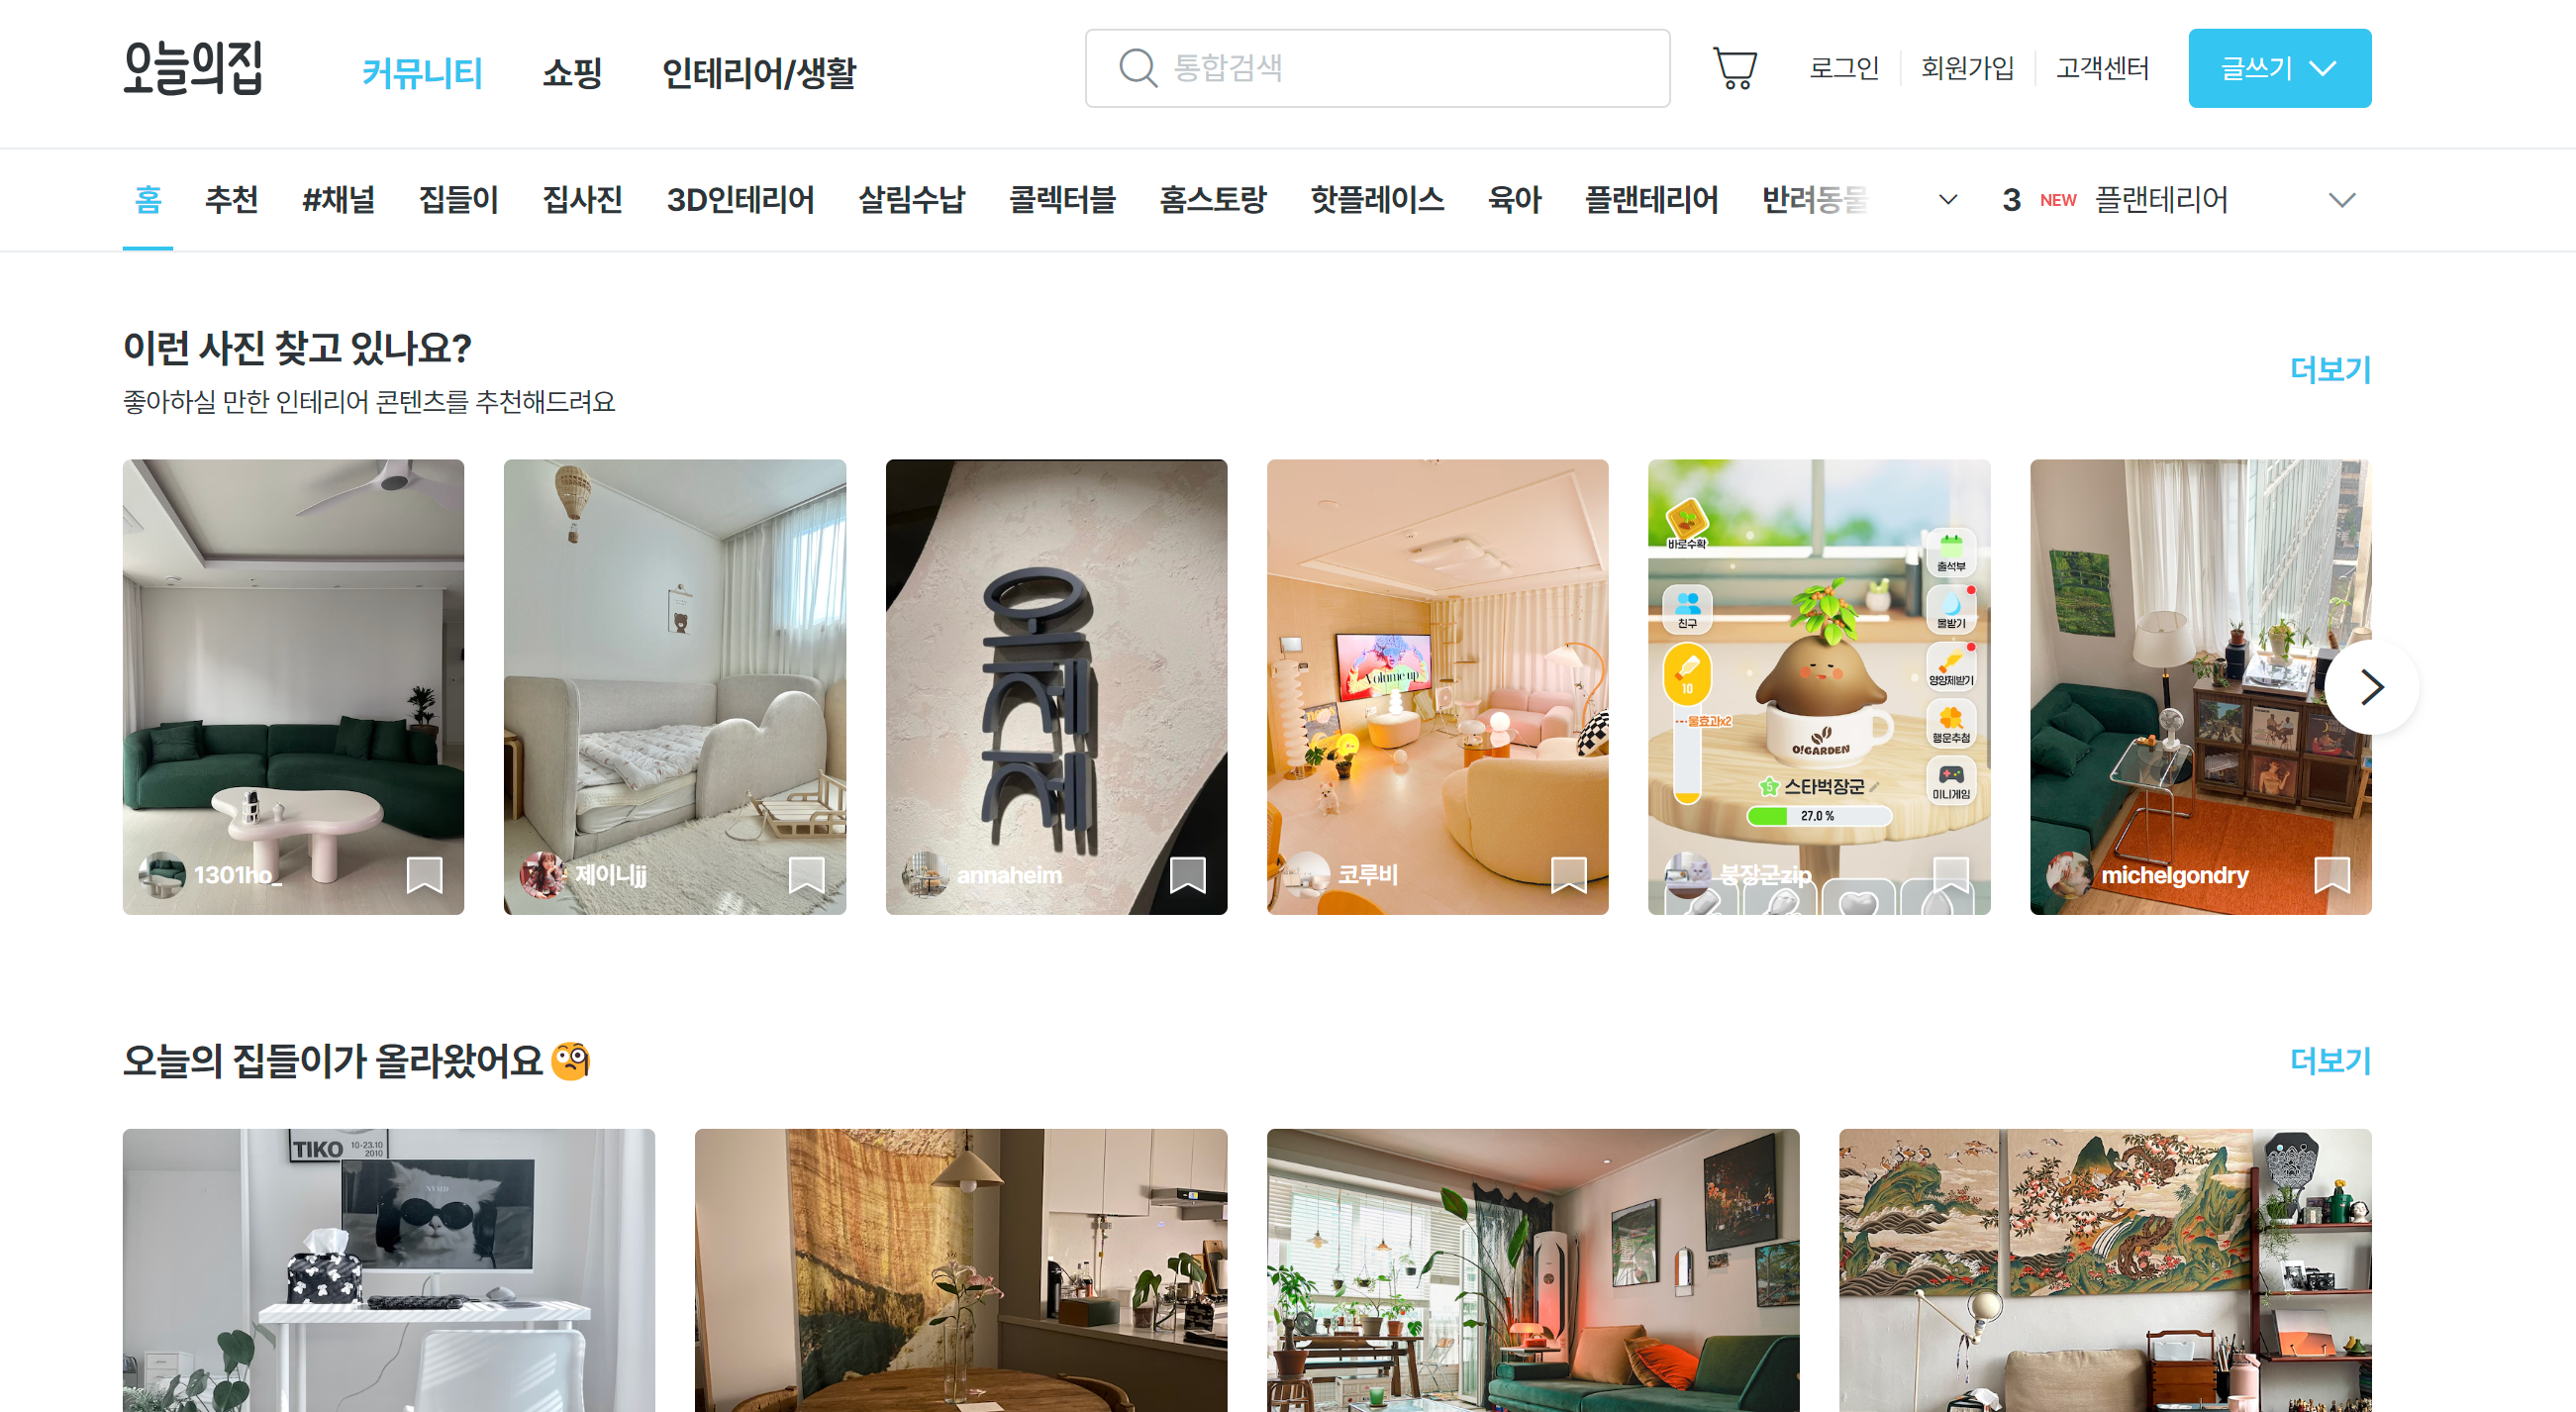 오늘의집
커뮤니티 쇼핑 인테리어/생활
통합검색
로그인 회원가입 고객센터
글쓰기
홈 추천 #채널 집들이 집사진 3D인테리어 살림수납 콜렉터블 홈스토랑 핫플레이스 육아 플랜테리어 반려동물
3 NEW 플랜테리어
이런 사진 찾고 있나요?
더보기
좋아하실 만한 인테리어 콘텐츠를 추천해드려요
1301ho_
제이니jj
annaheim
Volume up
코루비
바로수확
출석부
친구
물받기
10
영양제받기
물효과x2
행운추첨
O!GARDEN
5 스타벅장군
미니게임
27.0 %
붕장군zip
michelgondry
오늘의 집들이가 올라왔어요
더보기
TIKO 10-23.10
2010